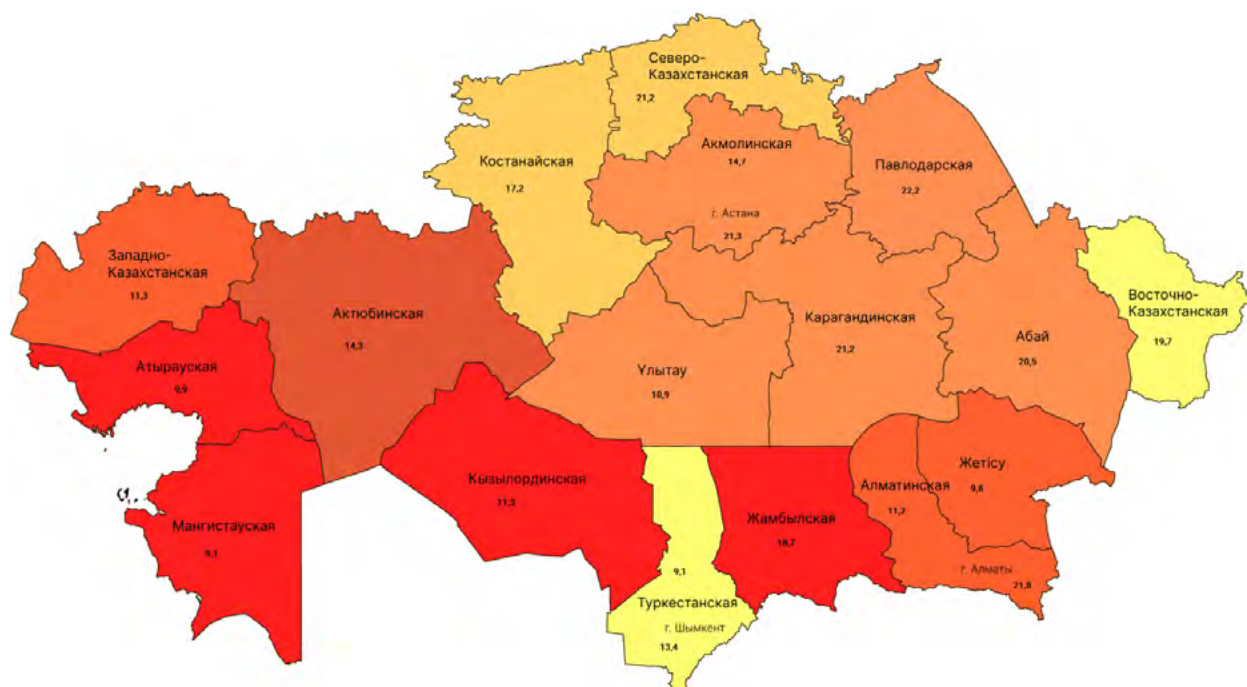 Северо-
Казахстанская
21,2
Акмолинская
14,7
г. Астана
21,3
Павлодарская
22,2
Костанайская
17,2
Западно-
Казахстанская
11,3
Актюбинская
14,3
Атырауская
9,9
Мангистауская
9,1
Кызылординская
11,5
Ұлытау
10,9
Карагандинская
21,2
Абай
20,5
Восточно-
Казахстанская
19,7
Жетісу
9,8
Алматинская
11,2
г. Алматы
21,8
Жамбылская
10,7
9,1
Туркестанская
г. Шымкент
13,4